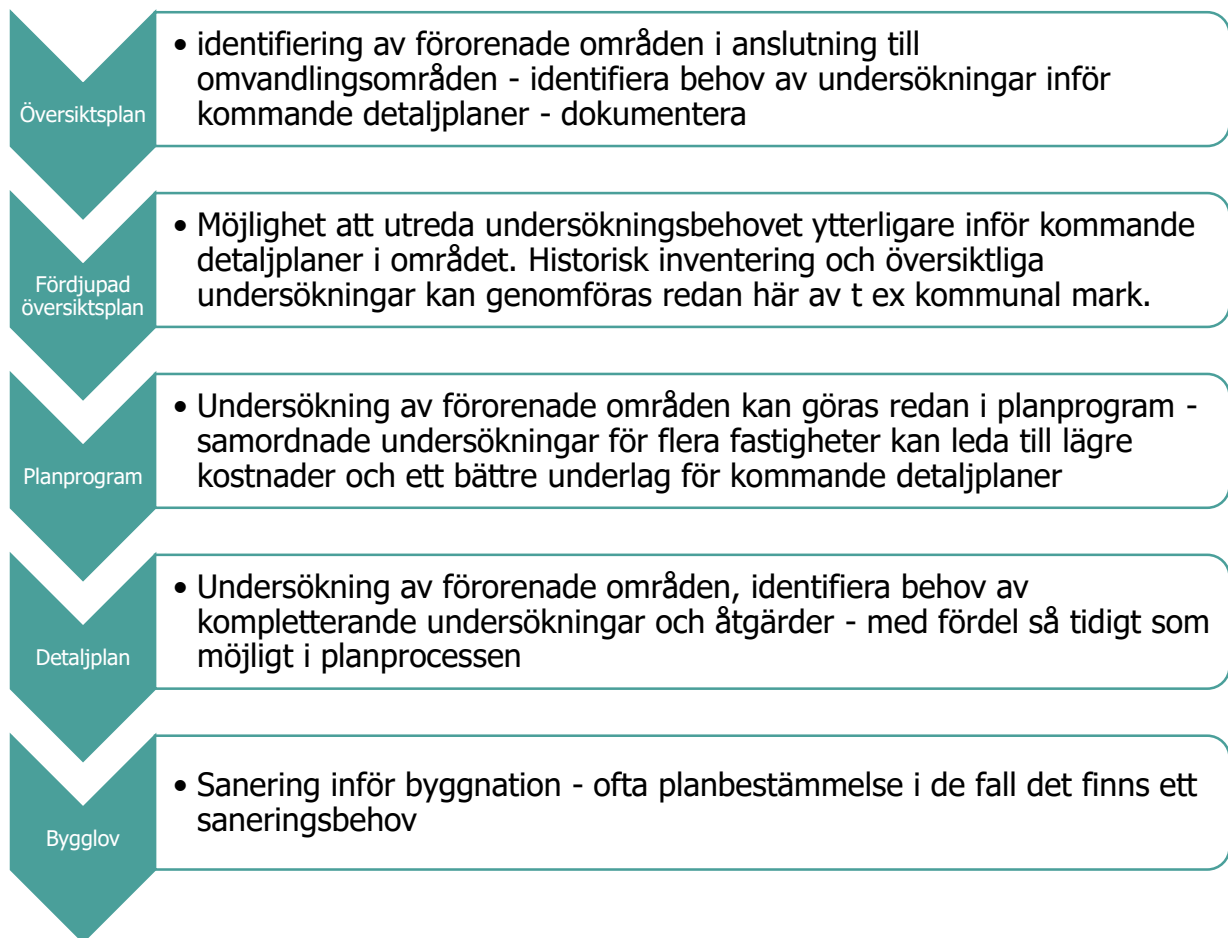 Översiktsplan
• identifiering av förorenade områden i anslutning till
omvandlingsområden - identifiera behov av undersökningar inför
kommande detaljplaner - dokumentera
Fördjupad
översiktsplan
• Möjlighet att utreda undersökningsbehovet ytterligare inför kommande
detaljplaner i området. Historisk inventering och översiktliga
undersökningar kan genomföras redan här av t ex kommunal mark.
Planprogram
• Undersökning av förorenade områden kan göras redan i planprogram -
samordnade undersökningar för flera fastigheter kan leda till lägre
kostnader och ett bättre underlag för kommande detaljplaner
Detaljplan
• Undersökning av förorenade områden, identifiera behov av
kompletterande undersökningar och åtgärder - med fördel så tidigt som
möjligt i planprocessen
Bygglov
• Sanering inför byggnation - ofta planbestämmelse i de fall det finns ett
saneringsbehov